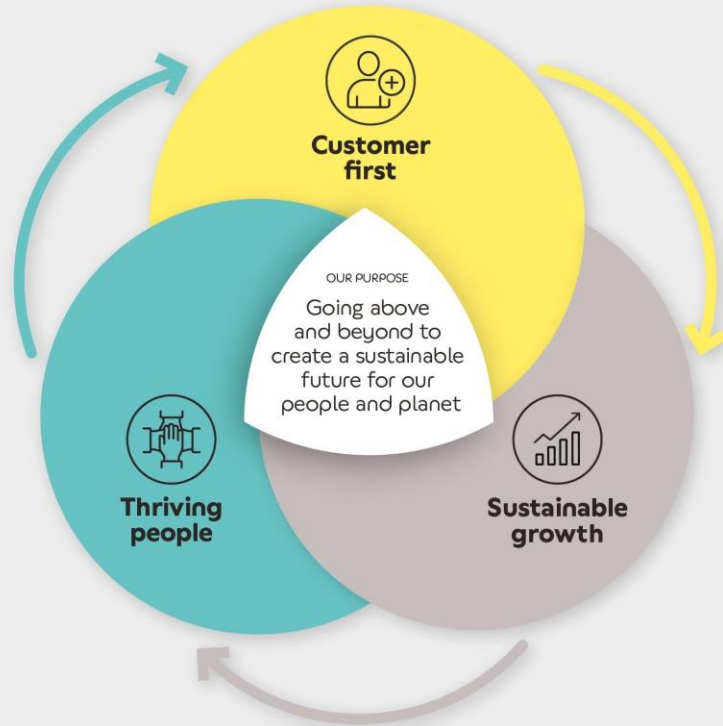 Customer
first
OUR PURPOSE
Going above
and beyond to
create a sustainable
future for our
people and planet
Thriving
people
Sustainable
growth